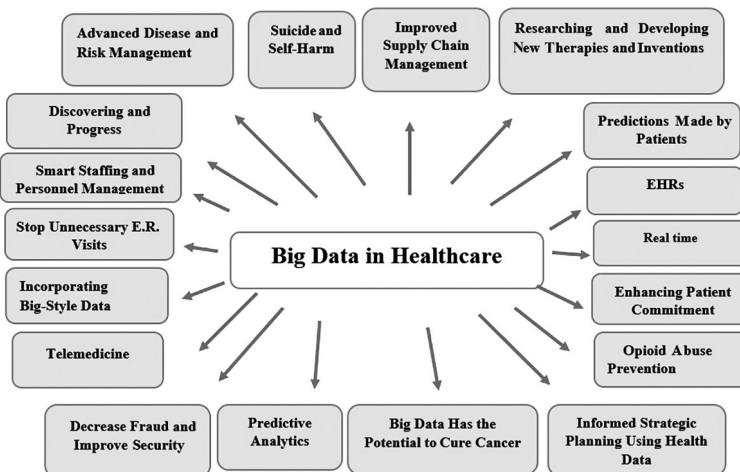 Advanced Disease and
Risk Management
Suicide and
Self-Harm
Improved
Supply Chain
Management
Researching and Developing
New Therapies and Inventions
Discovering and
Progress
Predictions Made by
Patients
Smart Staffing and
Personnel Management
EHRs
Stop Unnecessary E.R.
Visits
Real time
Big Data in Healthcare
Incorporating
Big-Style Data
Enhancing Patient
Commitment
Telemedicine
Opioid Abuse
Prevention
Decrease Fraud and
Improve Security
Predictive
Analytics
Big Data Has the
Potential to Cure Cancer
Informed Strategic
Planning Using Health
Data